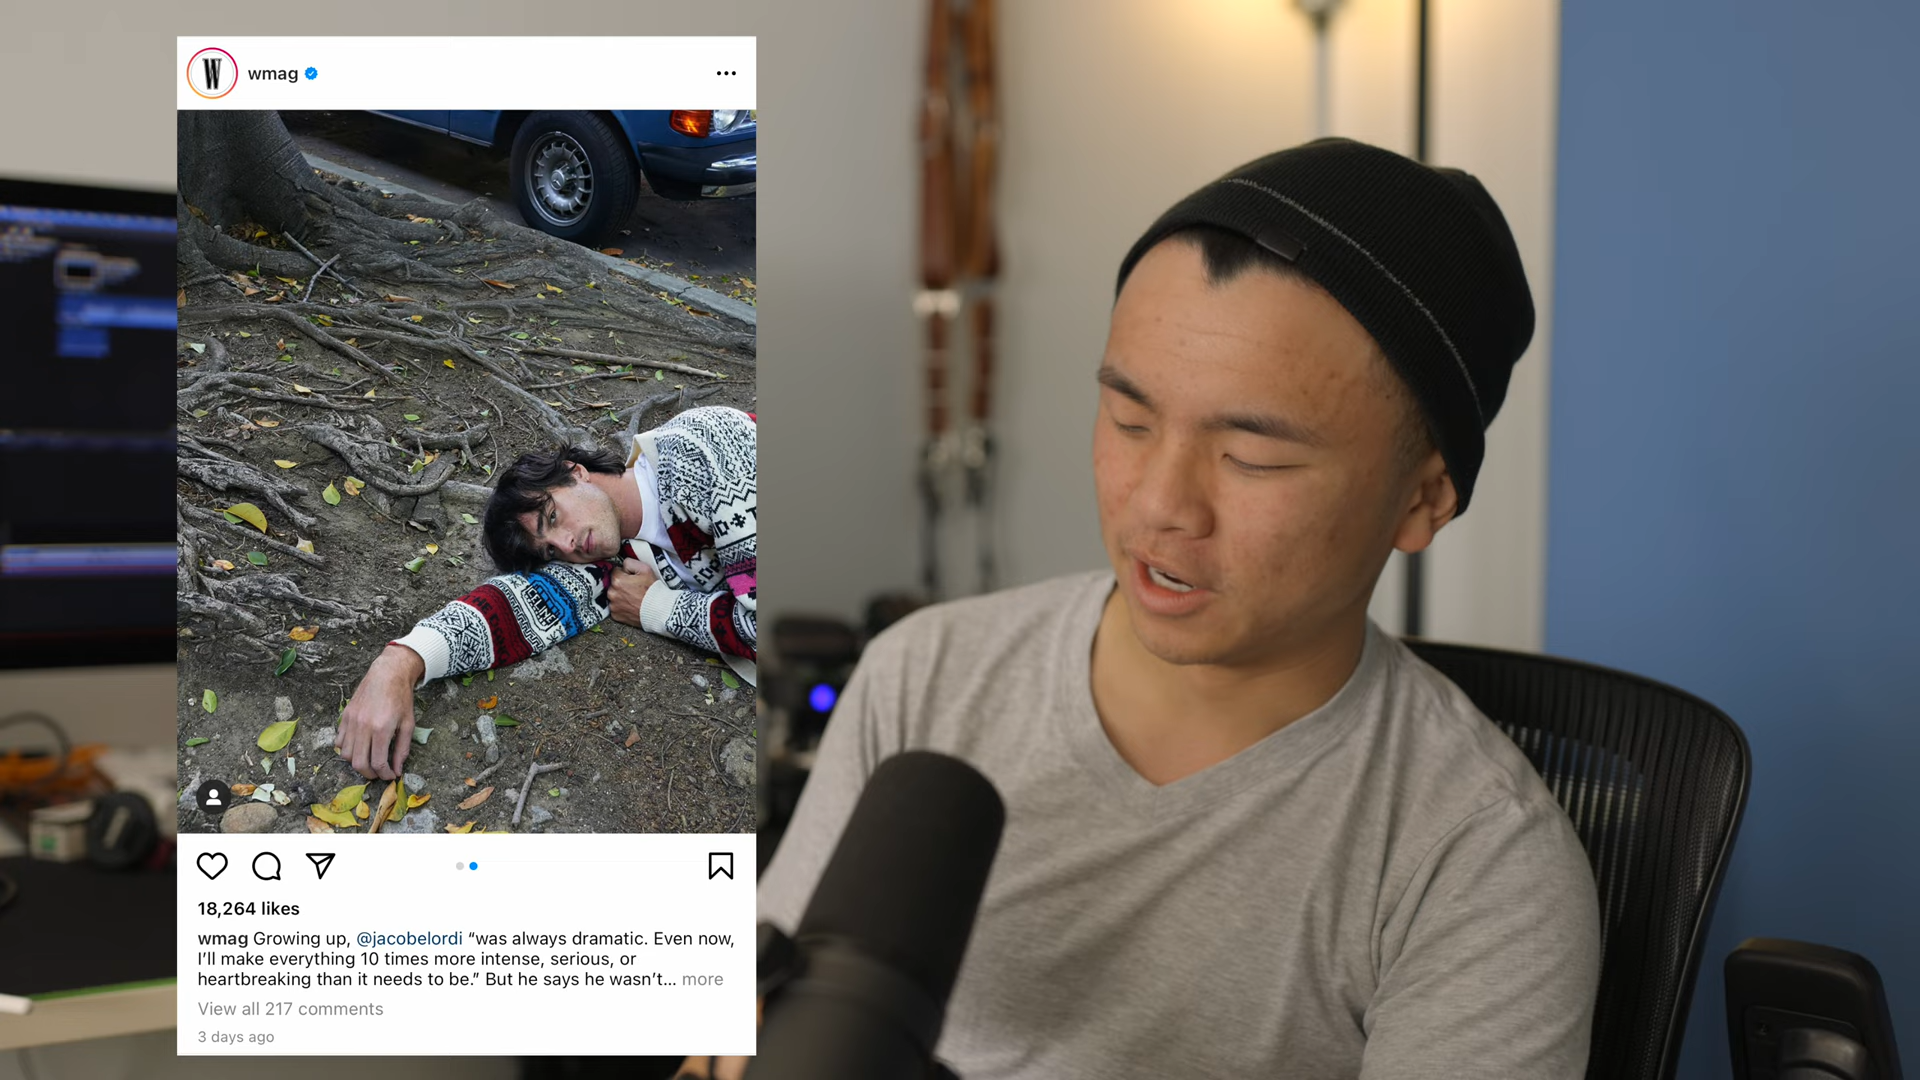 W
wmag
18,264 likes
wmag Growing up, @jacobelordi “was always dramatic. Even now,
I’ll make everything 10 times more intense, serious, or
heartbreaking than it needs to be.” But he says he wasn’t... more
View all 217 comments
3 days ago